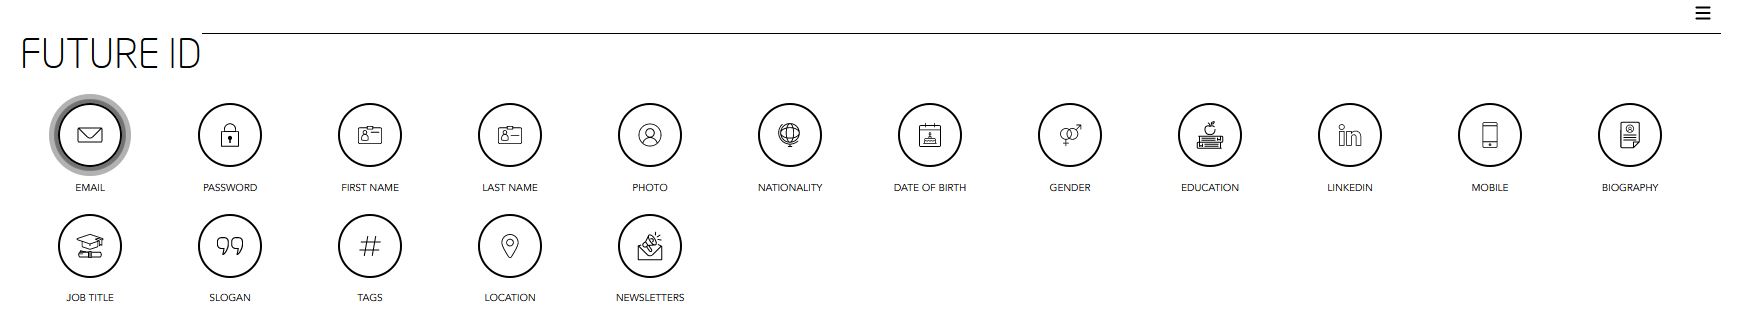 FUTURE ID
EMAIL PASSWORD FIRST NAME LAST NAME PHOTO NATIONALITY DATE OF BIRTH GENDER EDUCATION LINKEDIN MOBILE BIOGRAPHY
JOB TITLE SLOGAN TAGS LOCATION NEWSLETTERS